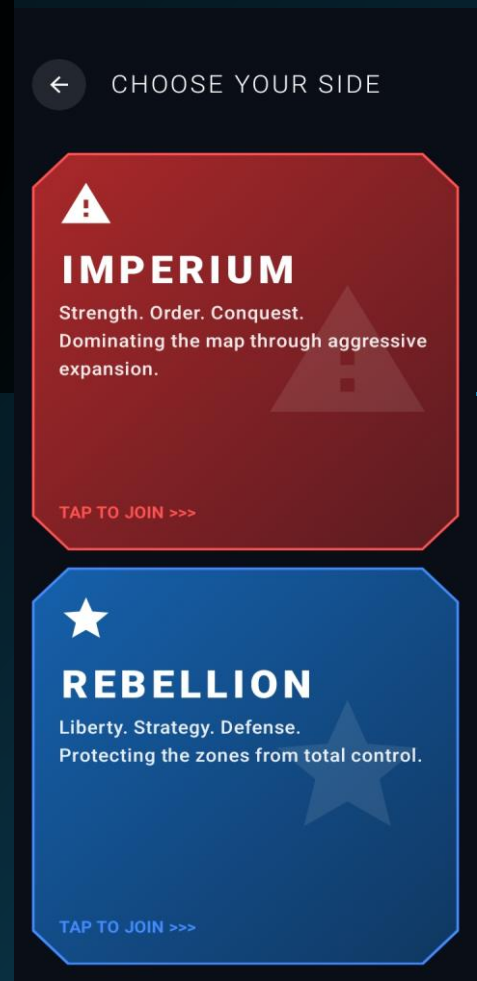 CHOOSE YOUR SIDE
IMPERIUM
Strength. Order. Conquest.
Dominating the map through aggressive
expansion.
TAP TO JOIN >>>
REBELLION
Liberty. Strategy. Defense.
Protecting the zones from total control.
TAP TO JOIN >>>